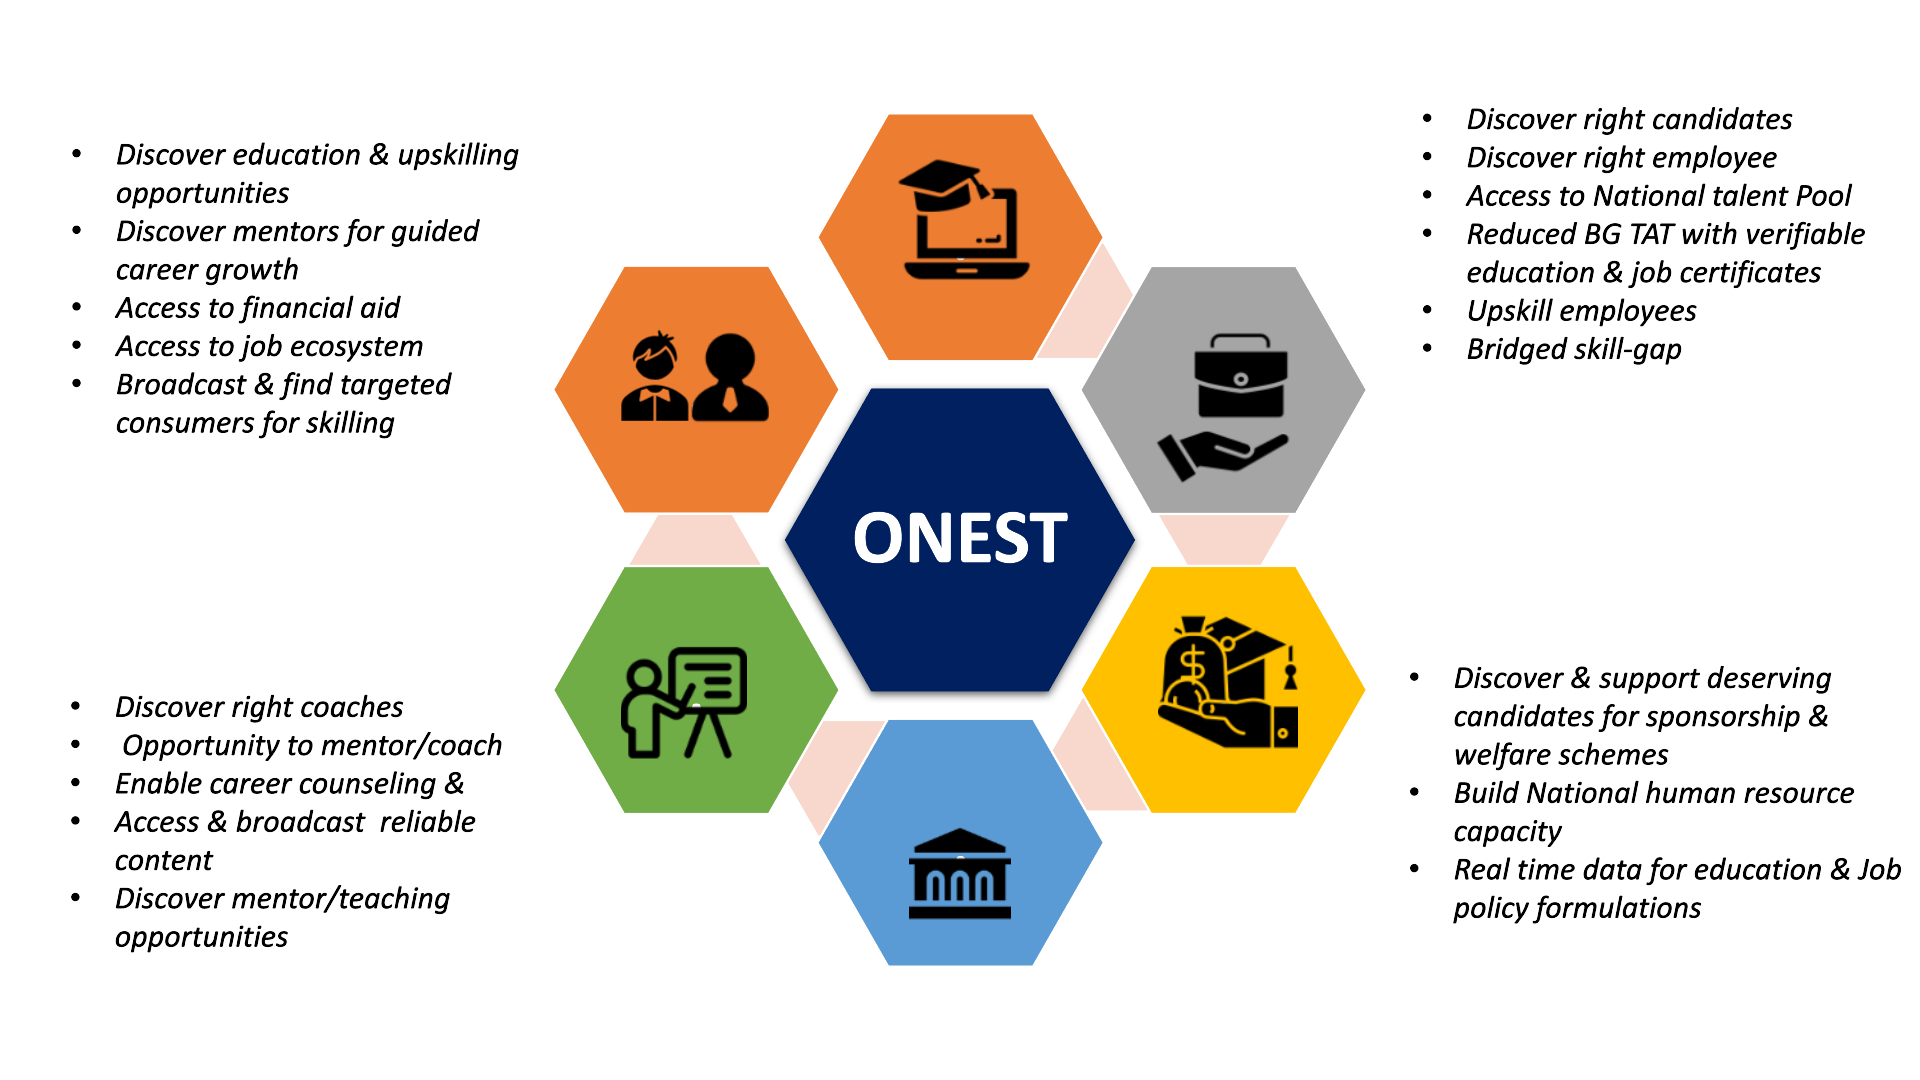 • Discover education & upskilling
opportunities
• Discover mentors for guided
career growth
• Access to financial aid
• Access to job ecosystem
• Broadcast & find targeted
consumers for skilling
• Discover right candidates
• Discover right employee
• Access to National talent Pool
• Reduced BG TAT with verifiable
education & job certificates
• Upskill employees
• Bridged skill-gap
ONEST
$
• Discover right coaches
• Opportunity to mentor/coach
• Enable career counseling &
• Access & broadcast  reliable
content
• Discover mentor/teaching
opportunities
• Discover & support deserving
candidates for sponsorship &
welfare schemes
• Build National human resource
capacity
• Real time data for education & Job
policy formulations